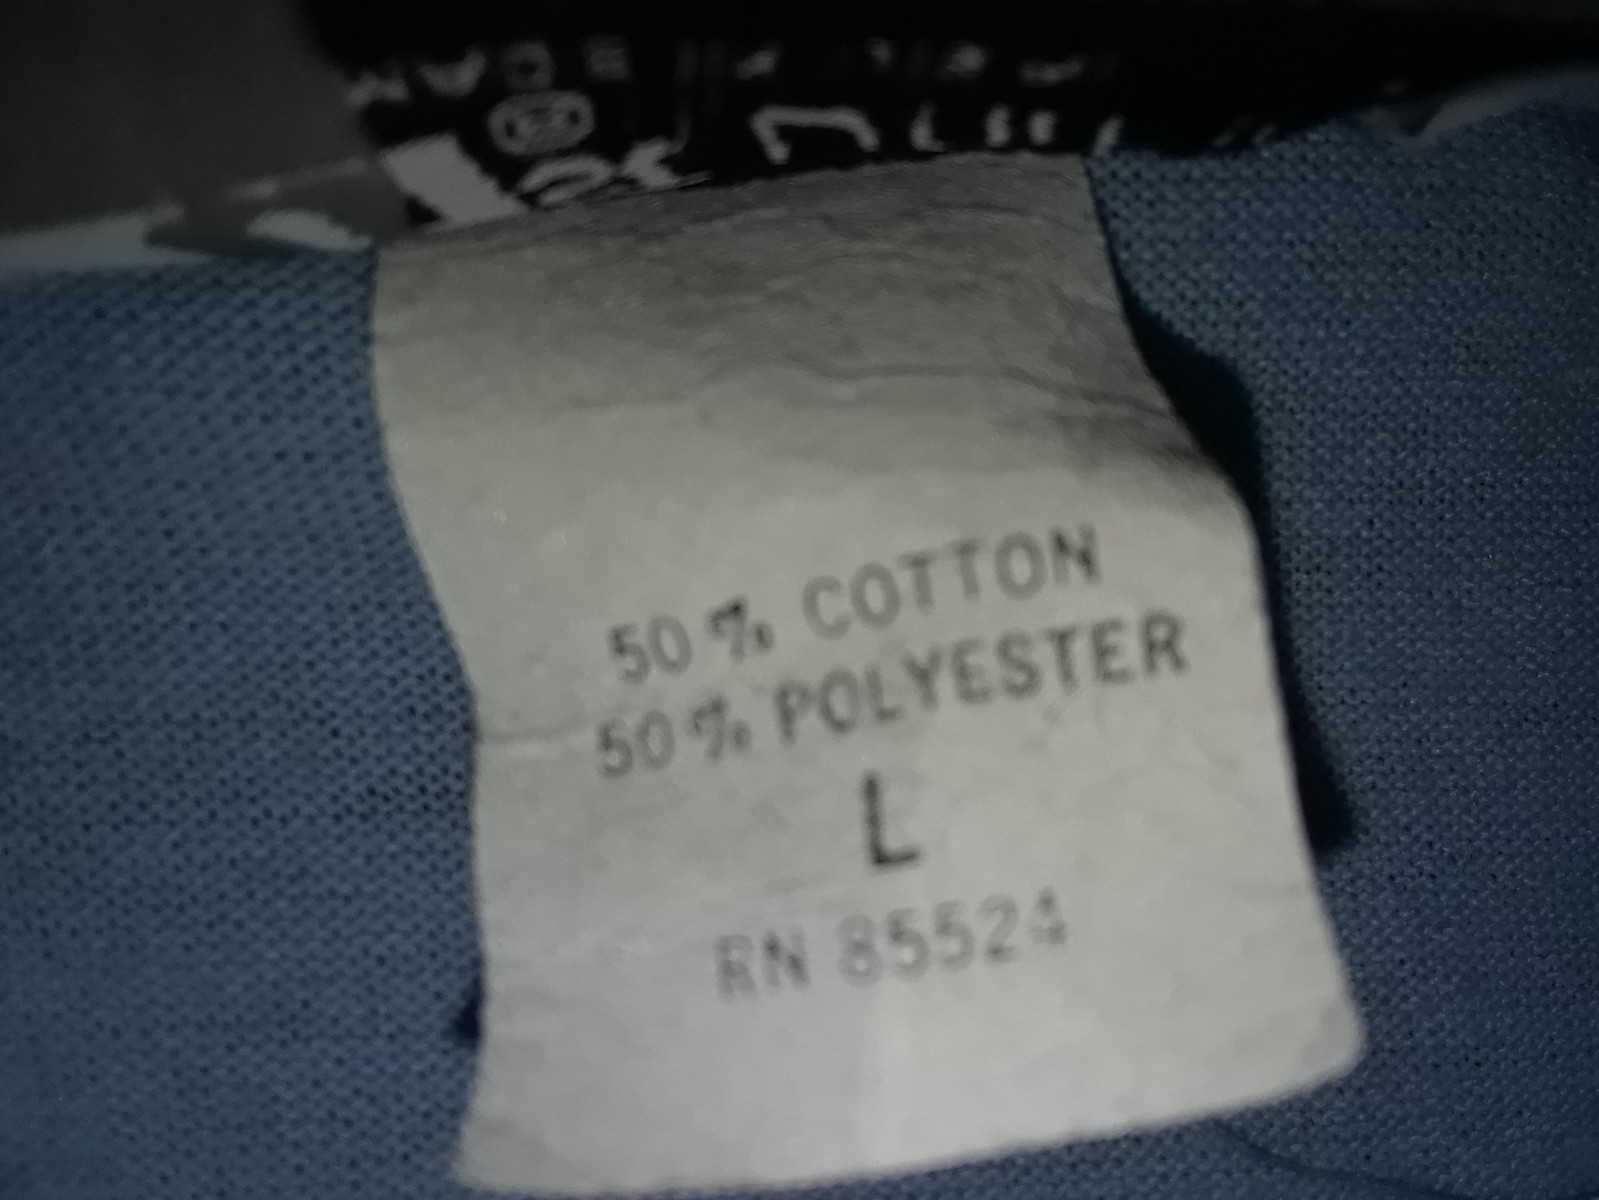 50% COTTON
50% POLYESTER
L
RN 85524